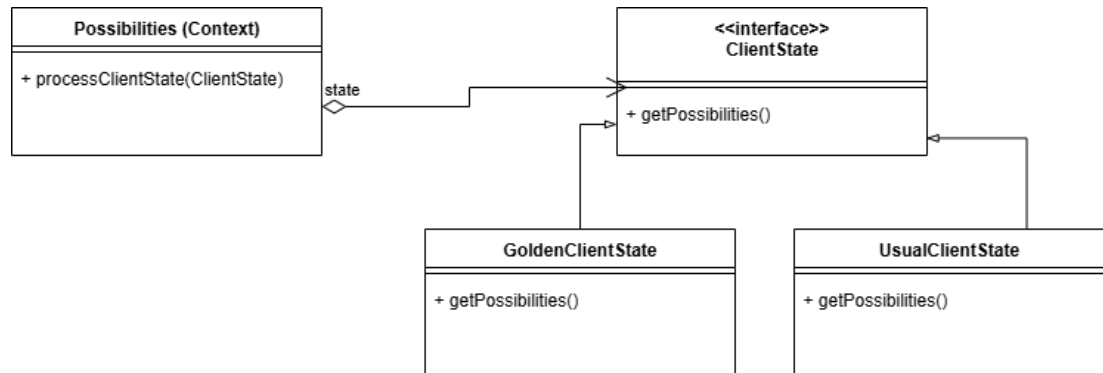 Possibilities (Context)
+ processClientState(ClientState)
state
<<interface>>
ClientState
+ getPossibilities()
GoldenClientState
+ getPossibilities()
UsualClientState
+ getPossibilities()